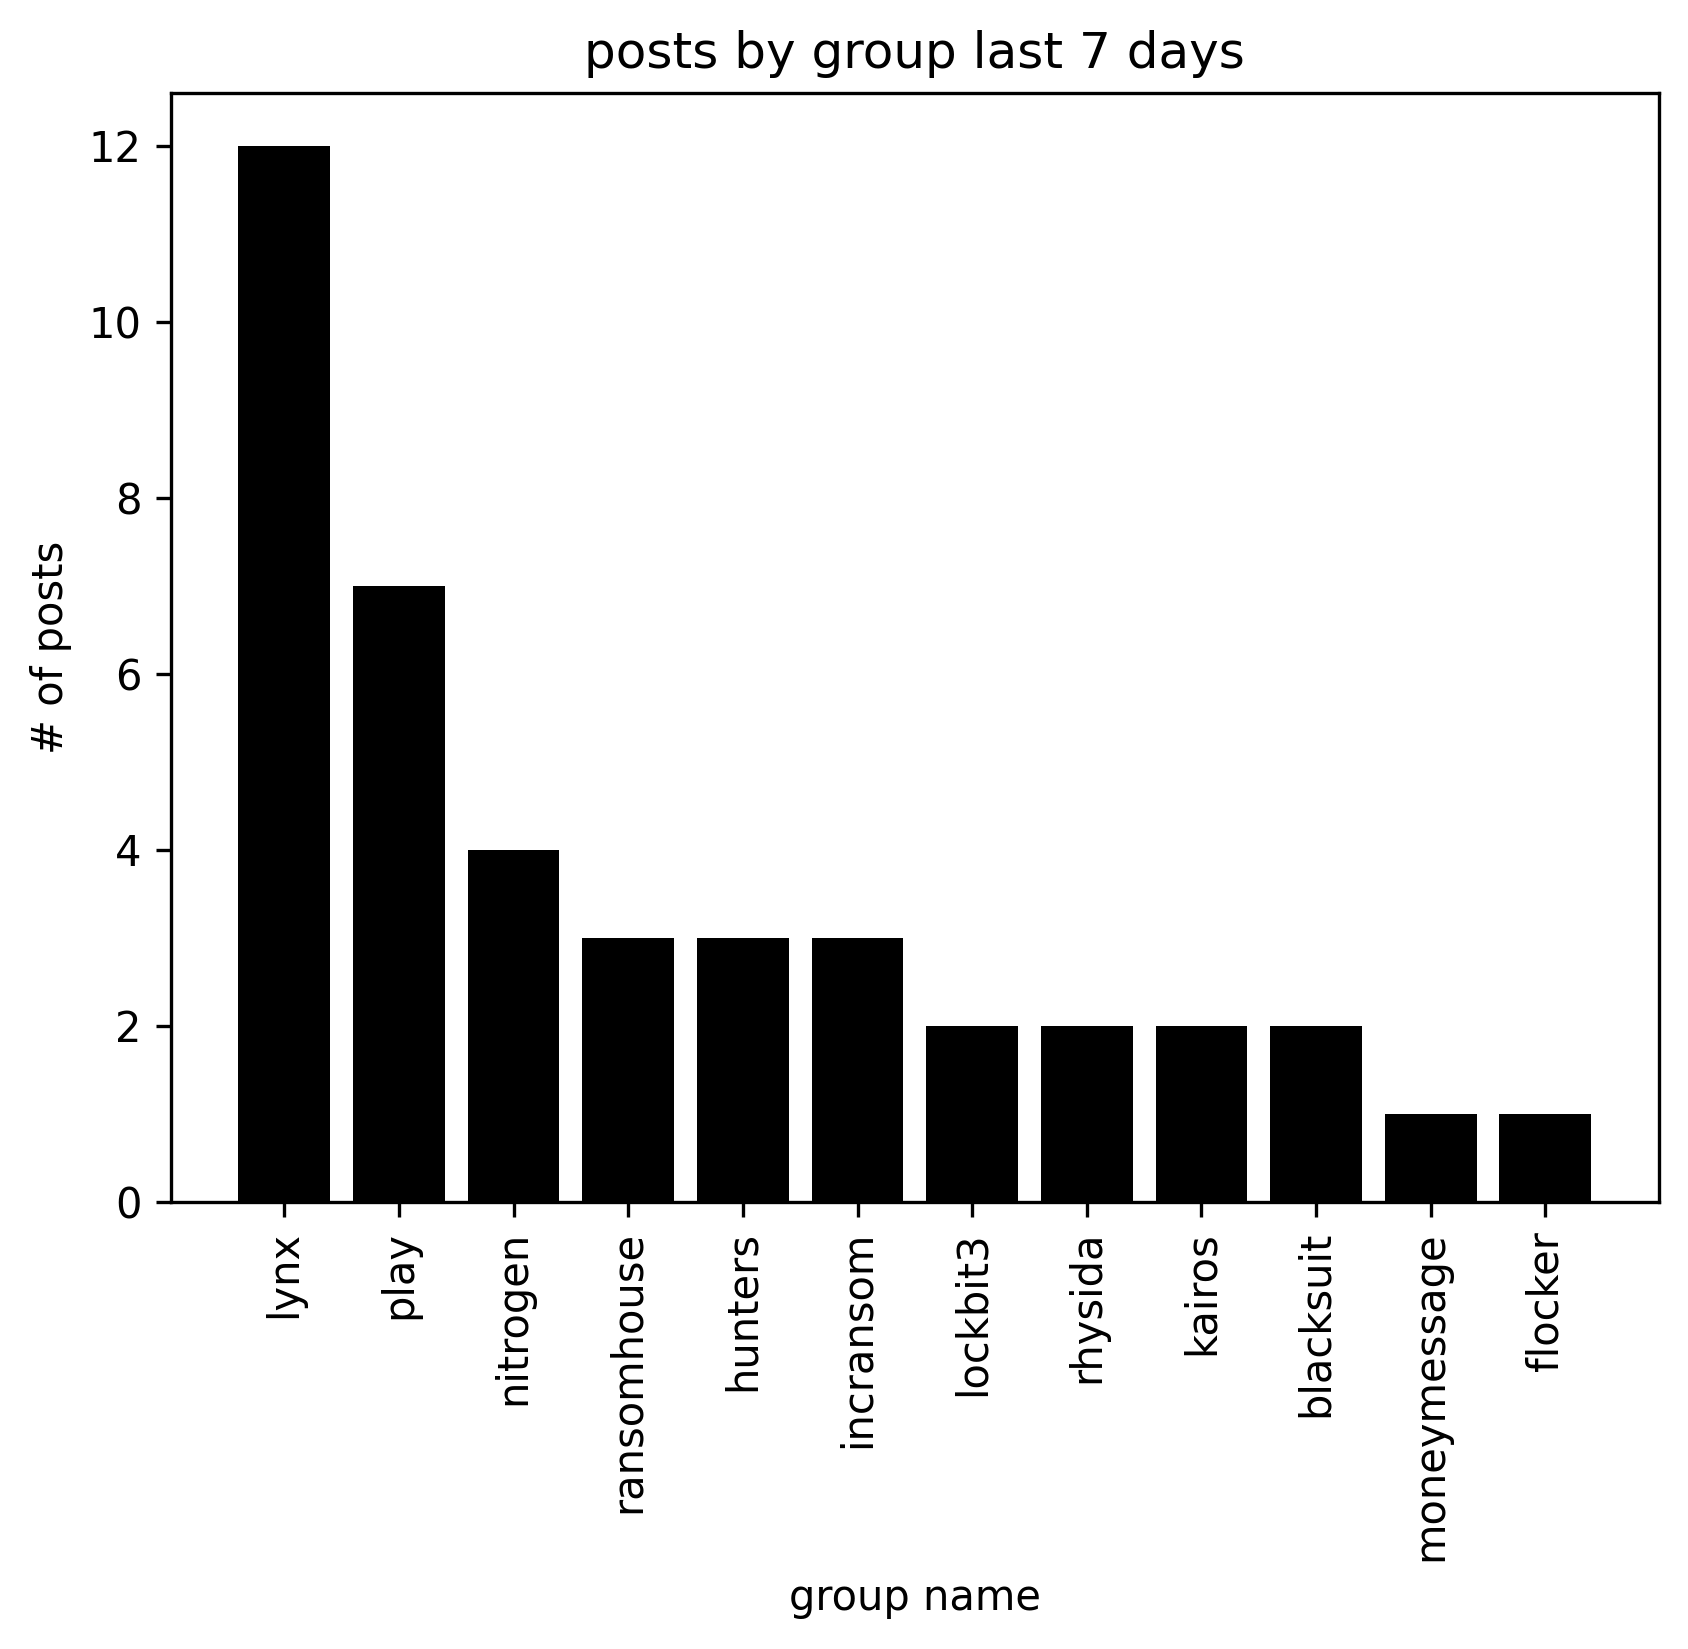 posts by group last 7 days
# of posts
12
10
8
6
4
2
0
lynx
play
nitrogen
ransomhouse
hunters
incransom
lockbit3
rhysida
kairos
blacksuit
moneymessage
flocker
group name